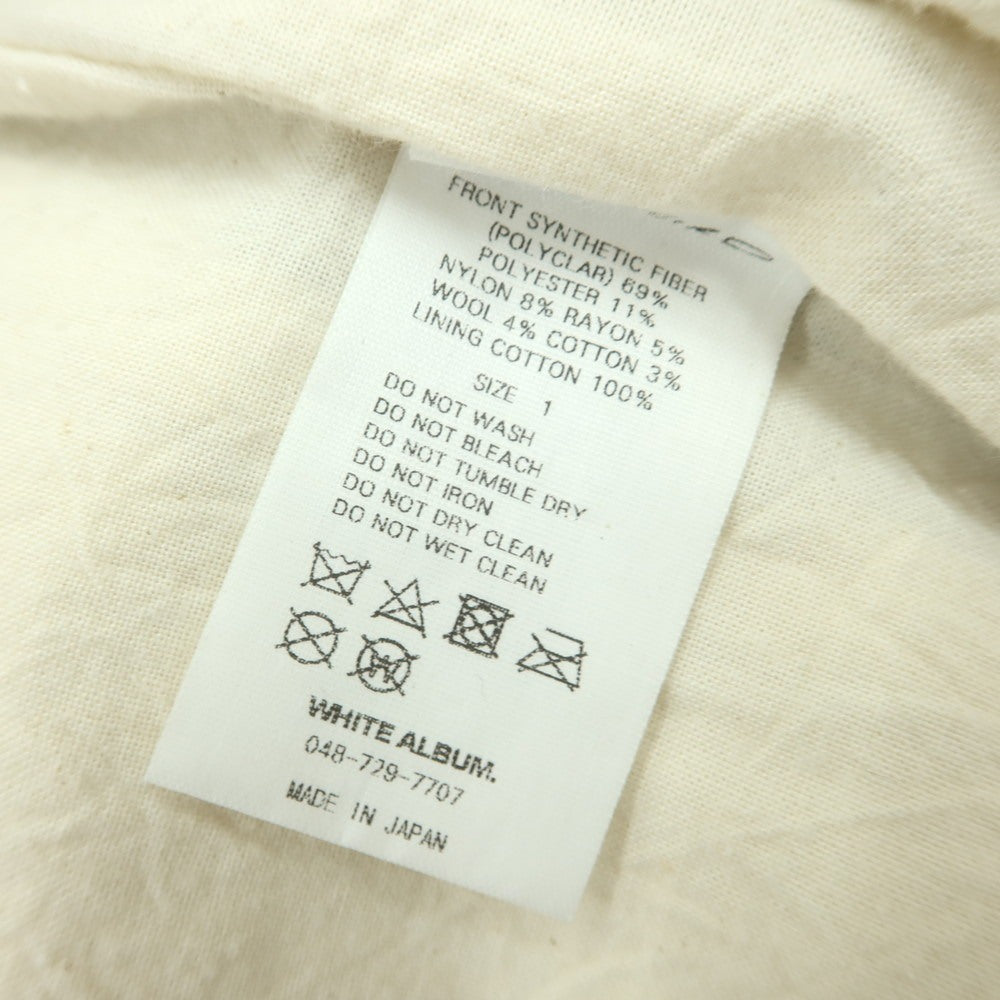 FRONT SYNTHETIC FIBER
(POLYCLAR) 69%
POLYESTER 11%
NYLON 8% RAYON 5%
WOOL 4% COTTON 3%
LINING COTTON 100%
SIZE 1
DO NOT WASH
DO NOT BLEACH
DO NOT TUMBLE DRY
DO NOT IRON
DO NOT DRY CLEAN
DO NOT WET CLEAN
W
WHITE ALBUM.
048-729-7707
MADE IN JAPAN